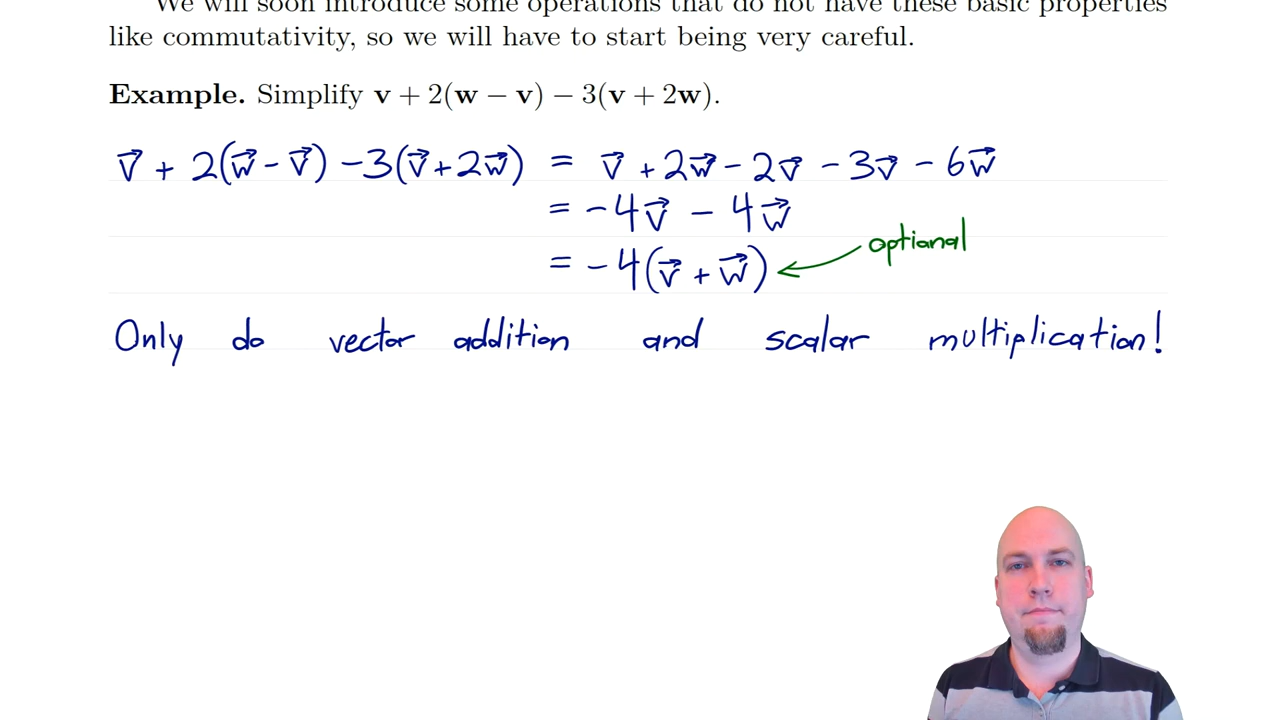 We will soon introduce some operations that do not have these basic properties
like commutativity, so we will have to start being very careful.
Example. Simplify v + 2(w − v) − 3(v + 2w).
v⃗ + 2(w⃗ - v⃗) - 3(v⃗ + 2w⃗) = v⃗ + 2w⃗ - 2v⃗ - 3v⃗ - 6w⃗
= -4v⃗ - 4w⃗
= -4(v⃗ + w⃗) optional
Only do vector addition and scalar multiplication!